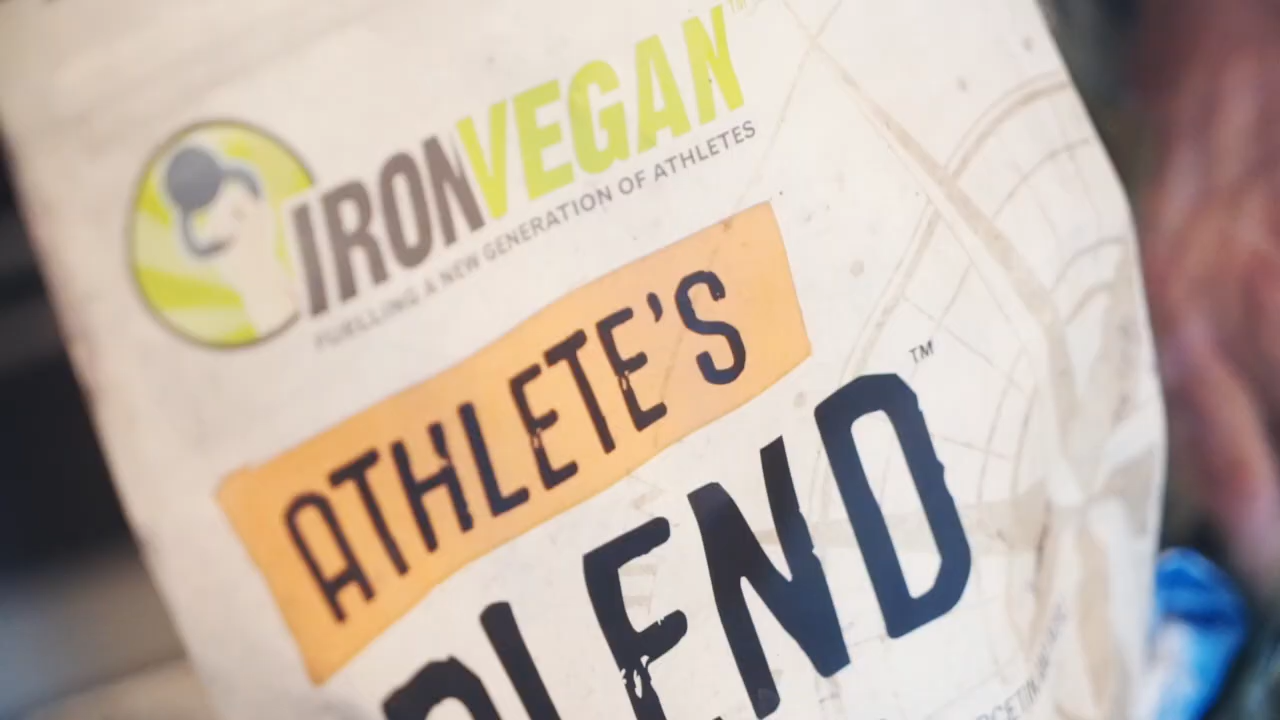 IRONVEGAN™
FUELLING A NEW GENERATION OF ATHLETES
ATHLETE'S
BLEND™